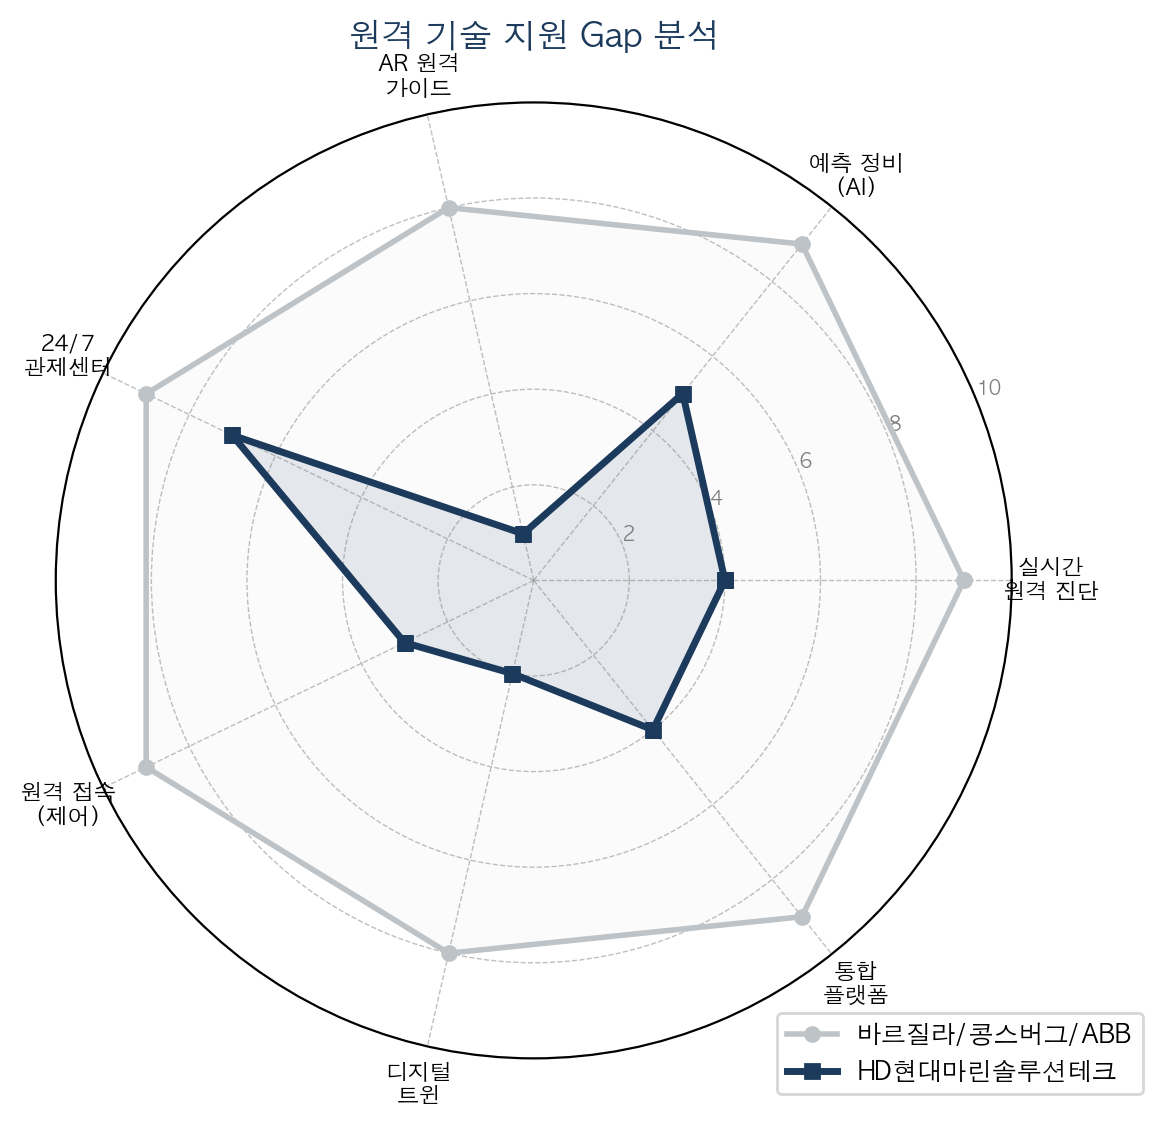 원격 기술 지원 Gap 분석
AR 원격
가이드
예측 정비
(AI)
24/7
관제센터
10
8
6
4
2
실시간
원격 진단
원격 접속
(제어)
통합
플랫폼
디지털
트윈
바르질라/콩스버그/ABB
HD현대마린솔루션테크